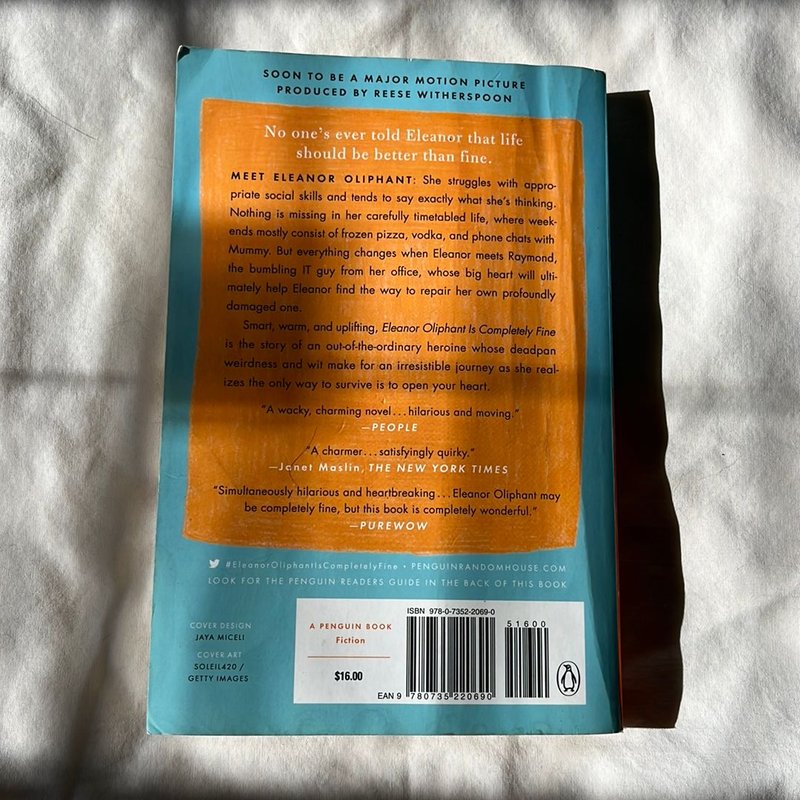 SOON TO BE A MAJOR MOTION PICTURE
PRODUCED BY REESE WITHERSPOON
No one's ever told Eleanor that life
should be better than fine.
MEET ELEANOR OLIPHANT: She struggles with appro-
priate social skills and tends to say exactly what she's thinking.
Nothing is missing in her carefully timetabled life, where week-
ends mostly consist of frozen pizza, vodka, and phone chats with
Mummy. But everything changes when Eleanor meets Raymond,
the bumbling IT guy from her office, whose big heart will ulti-
mately help Eleanor find the way to repair her own profoundly
damaged one.
Smart, warm, and uplifting, Eleanor Oliphant Is Completely Fine
is the story of an out-of-the-ordinary heroine whose deadpan
weirdness and wit make for an irresistible journey as she real-
izes the only way to survive is to open your heart.
"A wacky, charming novel . . . hilarious and moving."
—PEOPLE
"A charmer . . . satisfyingly quirky."
—Janet Maslin, THE NEW YORK TIMES
"Simultaneously hilarious and heartbreaking . . . Eleanor Oliphant may
be completely fine, but this book is completely wonderful."
—PUREWOW
#EleanorOliphantIsCompletelyFine • PENGUINRANDOMHOUSE.COM
LOOK FOR THE PENGUIN READERS GUIDE IN THE BACK OF THIS BOOK
COVER DESIGN
JAYA MICELI
COVER ART
SOLEIL420 /
GETTY IMAGES
A PENGUIN BOOK
Fiction
$16.00
ISBN 978-0-7352-2069-0
51600
EAN 9 780735 220690